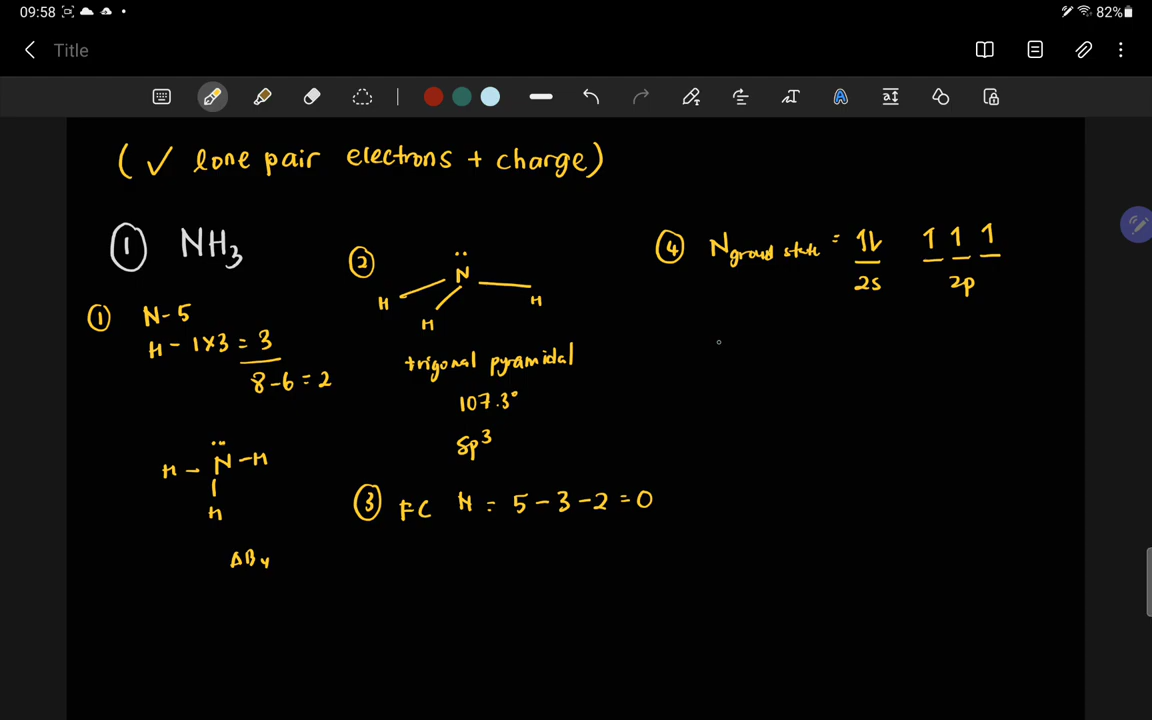 09:58
82%
Title
( ✓ lone pair electrons + charge)
① NH₃
① N - 5
H - 1×3 = 3
8 - 6 = 2
H - N̈ - H
H
AB₄
②
N̈
H
H
H
trigonal pyramidal
107.3°
sp³
③ FC N = 5 - 3 - 2 = 0
④ N ground state = 1⇂ 1 1 1
2s 2p